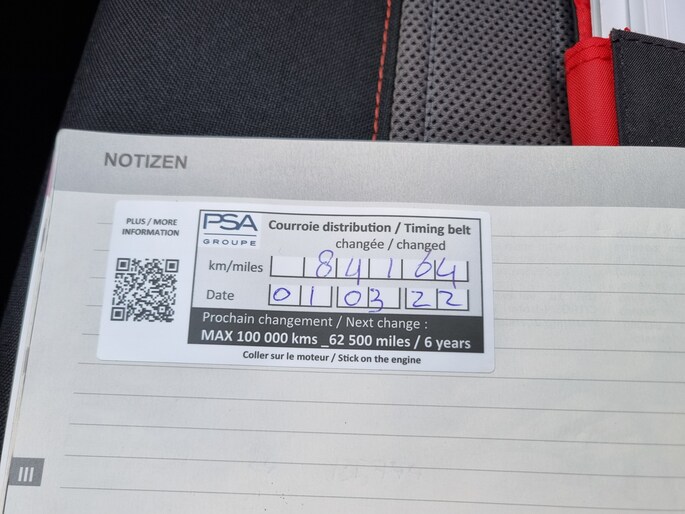 NOTIZEN
PLUS / MORE
INFORMATION
PSA
GROUPE
Courroie distribution / Timing belt
changée / changed
km/miles 84164
Date 01 03 22
Prochain changement / Next change :
MAX 100 000 kms _62 500 miles / 6 years
Coller sur le moteur / Stick on the engine
III